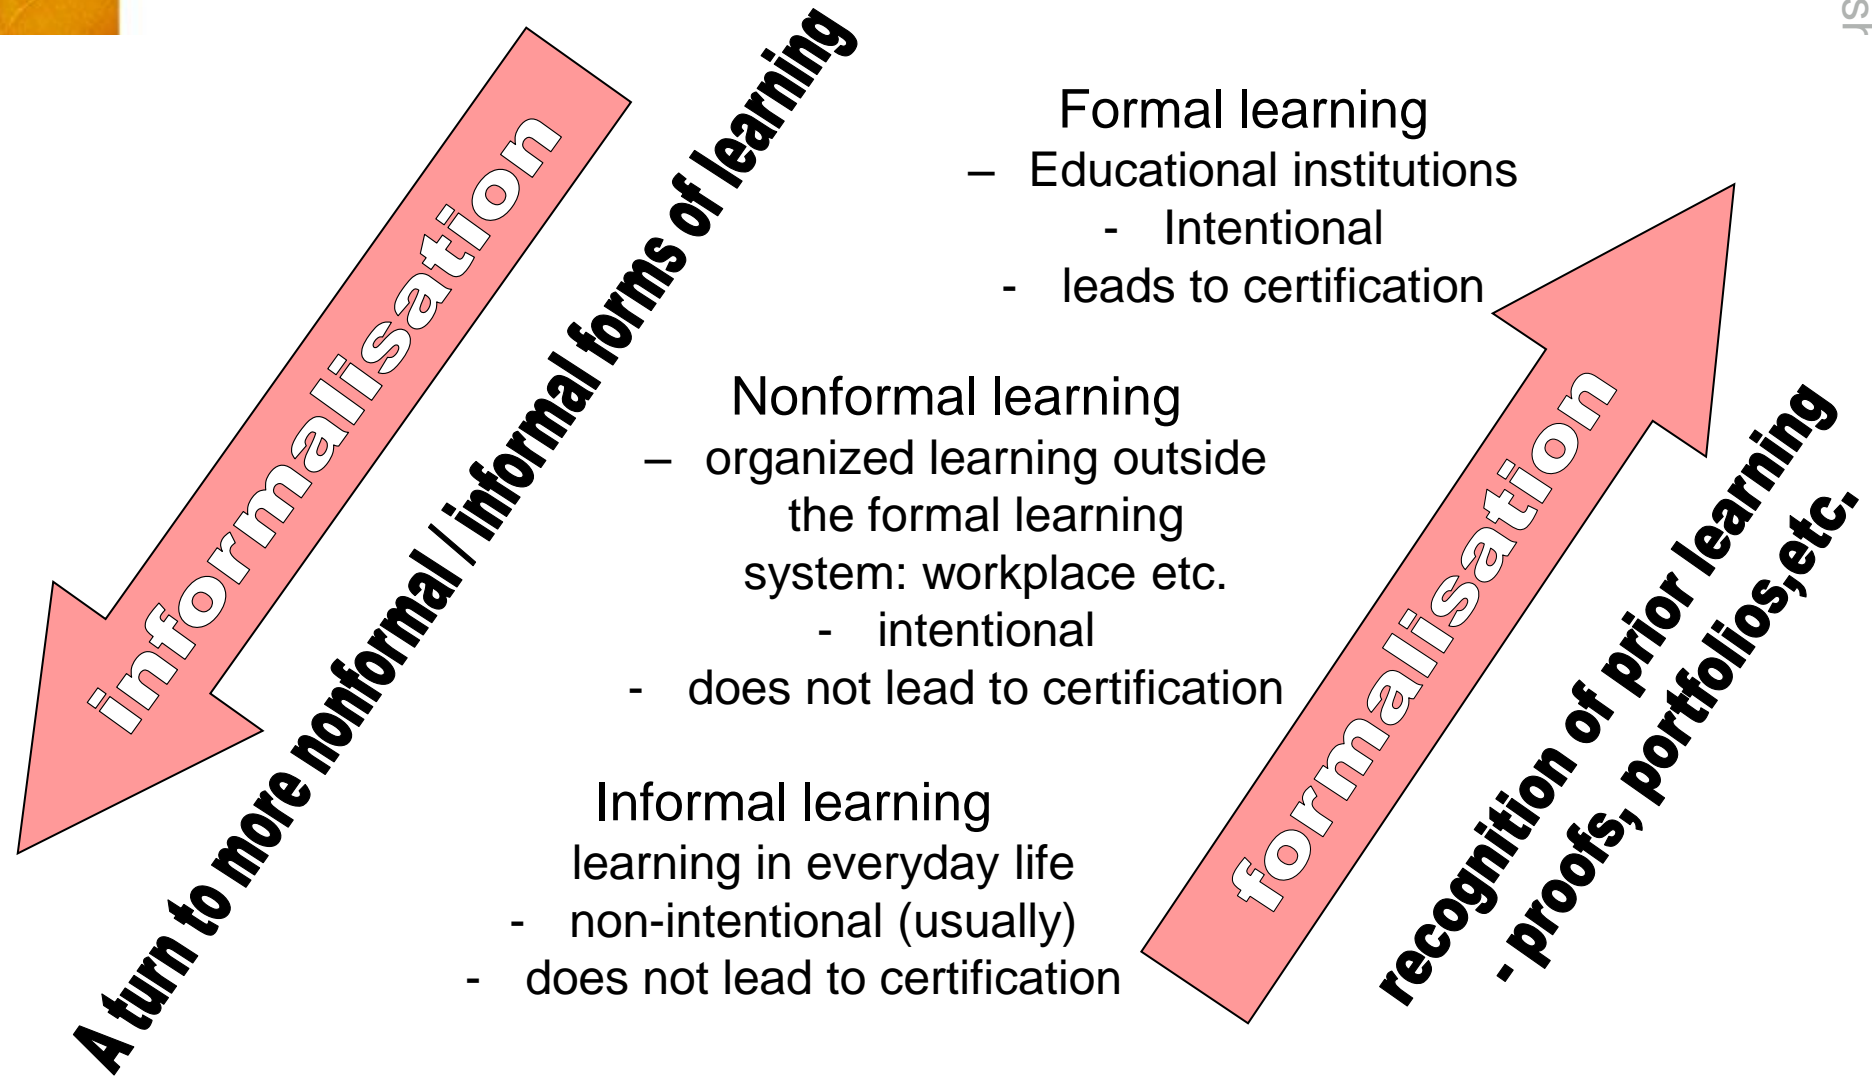 informalisation
A turn to more nonformal / informal forms of learning
Formal learning
– Educational institutions
- Intentional
- leads to certification
Nonformal learning
– organized learning outside
the formal learning
system: workplace etc.
- intentional
- does not lead to certification
Informal learning
learning in everyday life
- non-intentional (usually)
- does not lead to certification
formalisation
recognition of prior learning
- proofs, portfolios,etc.